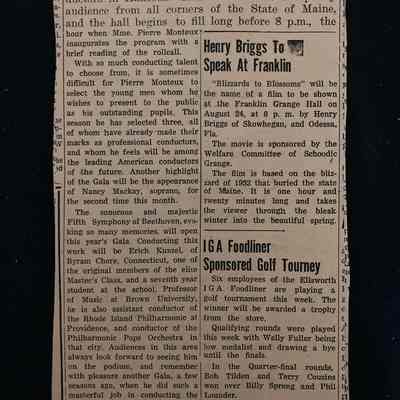 audience from all corners of the State of Maine,
and the hall begins to fill long before 8 p.m., the
hour when Mme. Pierre Monteux
inaugurates the program with a
brief reading of the rollcall.
With so much conducting talent
to choose from, it is sometimes
difficult for Pierre Monteux to
select the young men whom he
wishes to present to the public
as his outstanding pupils. This
season he has selected three, all
of whom have already made their
marks as professional conductors,
and whom he feels will be among
the leading American conductors
of the future. Another highlight
of the Gala will be the appearance
of Nancy Mackay, soprano, for
the second time this month.
The sonorous and majestic
Fifth Symphony of Beethoven, evok-
ing so many memories, will open
this year's Gala Conducting
this work will be Erich Kunzel, of
Byram Chore, Connecticut, one
of the original members of the elite
Master's Class, and a seventh year
student at the school. Professor
of Music at Brown University,
he is also assistant conductor of
the Rhode Island Philharmonic at
Providence, and conductor of the
Philharmonic Pops Orchestra in
that city. Audiences in this area
always look forward to seeing him
on the podium, and remember
with pleasure another Gala, a few
seasons ago, when he did such a
masterful job in conducting the
Henry Briggs To
Speak At Franklin
"Blizzards to Blossoms" will be
the name of a film to be shown
at the Franklin Grange Hall on
August 24, at 8 p. m. by Henry
Briggs of Skowhegan, and Odessa,
Fla.
The movie is sponsored by the
Welfare Committee of Schoodic
Grange.
The film is based on the bliz-
zard of 1952 that buried the state
of Maine. It is one hour and
twenty minutes long and takes
the viewer through the bleak
winter into the beautiful spring.
IGA Foodliner
Sponsored Golf Tourney
Six employees of the Ellsworth
I G A Foodliner are playing a
golf tournament this week. The
winner will be awarded a trophy
from the store.
Qualifying rounds were played
this week with Welly Fuller being
low medalist and drawing a bye
until the finals.
In the Quarter-final rounds,
Bob Tilden and Terry Cousins
won over Billy Sprong and Phil
Lounder.